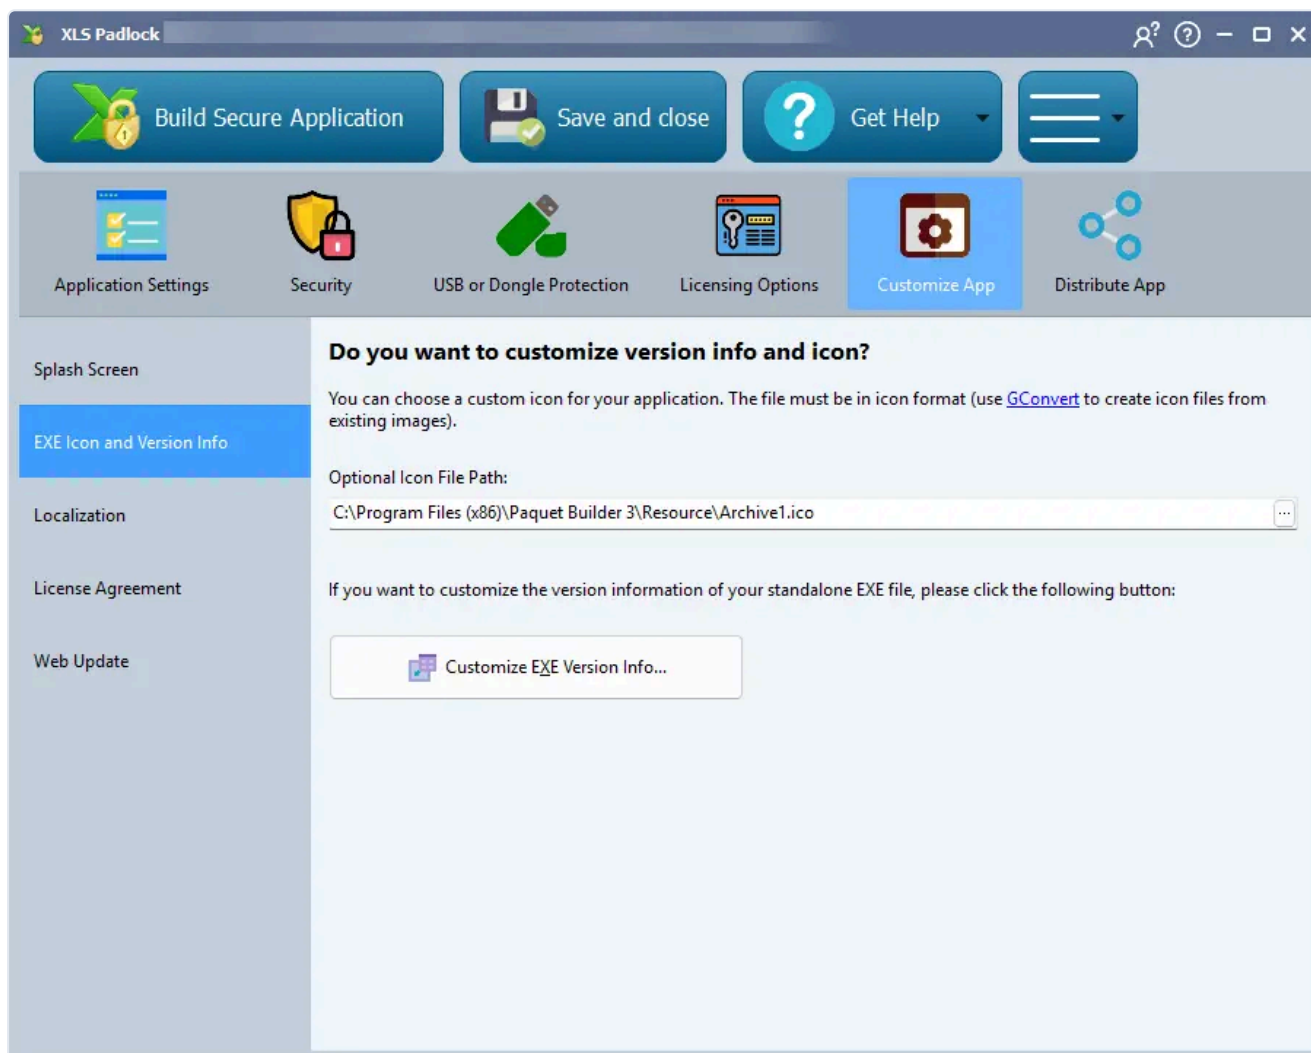 XLS Padlock
Build Secure Application
Save and close
Get Help
Application Settings
Security
USB or Dongle Protection
Licensing Options
Customize App
Distribute App
Splash Screen
EXE Icon and Version Info
Localization
License Agreement
Web Update
Do you want to customize version info and icon?
You can choose a custom icon for your application. The file must be in icon format (use GConvert to create icon files from
existing images).
Optional Icon File Path:
C:\Program Files (x86)\Paquet Builder 3\Resource\Archive1.ico
...
If you want to customize the version information of your standalone EXE file, please click the following button:
Customize EXE Version Info...